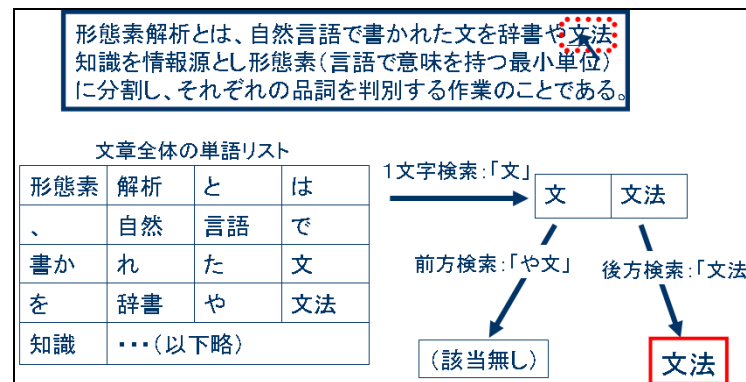 形態素解析とは、自然言語で書かれた文を辞書や文法
知識を情報源とし形態素（言語で意味を持つ最小単位）
に分割し、それぞれの品詞を判別する作業のことである。
文章全体の単語リスト
形態素 解析 と は
、 自然 言語 で
書か れ た 文
を 辞書 や 文法
知識 ・・・（以下略）
1文字検索：「文」
文 文法
前方検索：「や文」
後方検索：「文法
（該当無し）
文法